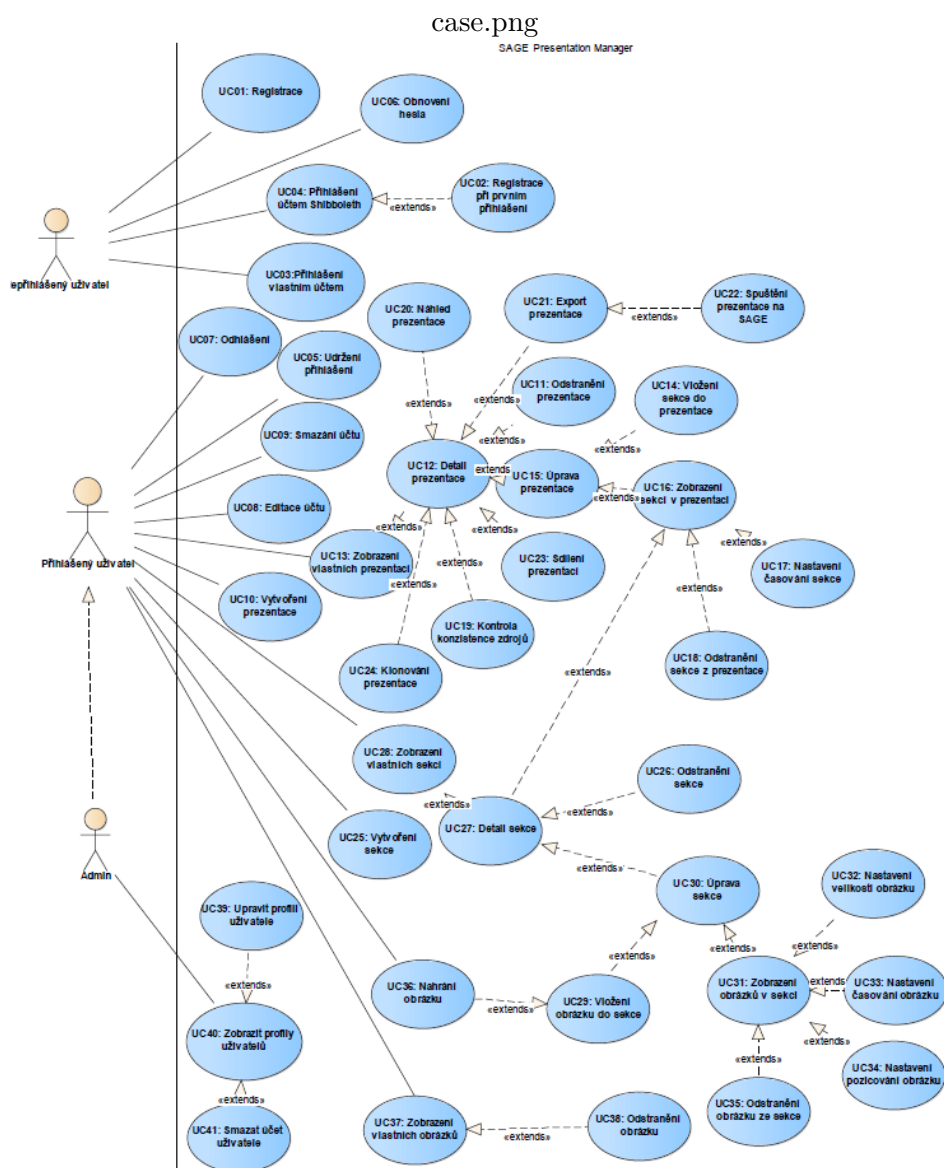 case.png
SAGE Presentation Manager
UC01: Registrace
UC06: Obnovení
hesla
UC04: Přihlášení
účtem Shibboleth
«extends»
UC02: Registrace
při prvním
přihlášení
epřihlášený uživatel
UC03:Přihlášení
vlastním účtem
UC20: Náhled
prezentace
UC21: Export
prezentace
«extends»
UC22: Spuštění
prezentace na
SAGE
UC07: Odhlášení
UC05: Udržení
přihlášení
«extends»
«extends»
UC11: Odstranění
prezentace
UC14: Vložení
sekce do
prezentace
UC09: Smazání účtu
«extends»
«extends»
UC12: Detail
prezentace
extends
UC15: Úprava
prezentace
«extends»
UC16: Zobrazení
sekcí v prezentaci
UC08: Editace účtu
«extends»
«extends»
«extends»
Přihlášený uživatel
UC13: Zobrazení
vlastních prezentací
«extends»
«extends»
UC23: Sdílení
prezentací
UC17: Nastavení
časování sekce
UC10: Vytvoření
prezentace
«extends»
UC19: Kontrola
konzistence zdrojů
UC24: Klonování
prezentace
«extends»
UC18: Odstranění
sekce z prezentace
UC28: Zobrazení
vlastních sekcí
UC26: Odstranění
sekce
«extends»
«extends»
UC27: Detail sekce
UC25: Vytvoření
sekce
«extends»
Admin
UC30: Úprava
sekce
UC32: Nastavení
velikosti obrázku
UC39: Upravit profil
uživatele
«extends»
«extends»
«extends»
«extends»
UC36: Nahrání
obrázku
«extends»
UC29: Vložení
obrázku do sekce
UC31: Zobrazení
obrázků v sekci
«extends»
UC33: Nastavení
časování obrázku
UC40: Zobrazit profily
uživatelů
«extends»
«extends»
UC34: Nastavení
pozicování obrázku
«extends»
UC35: Odstranění
obrázku ze sekce
UC41: Smazat účet
uživatele
UC37: Zobrazení
vlastních obrázků
«extends»
UC38: Odstranění
obrázku